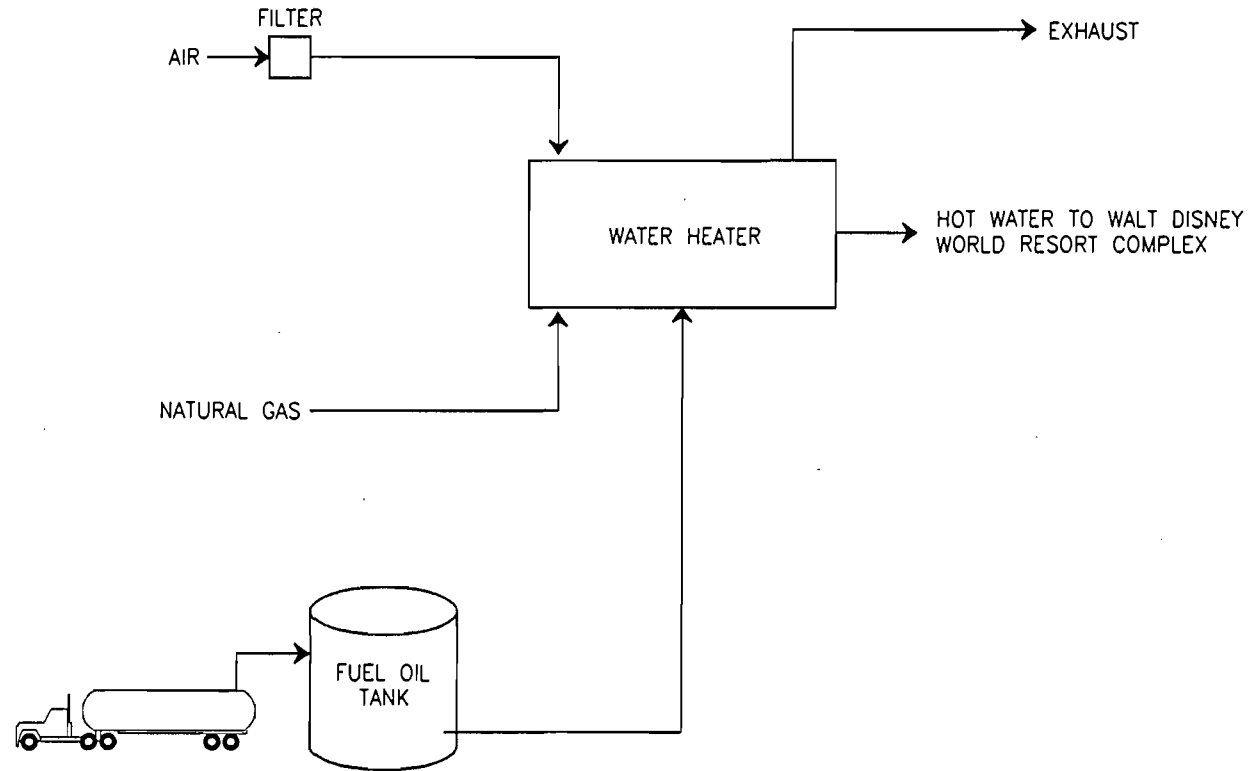 FILTER
AIR
EXHAUST
WATER HEATER
HOT WATER TO WALT DISNEY
WORLD RESORT COMPLEX
NATURAL GAS
FUEL OIL
TANK